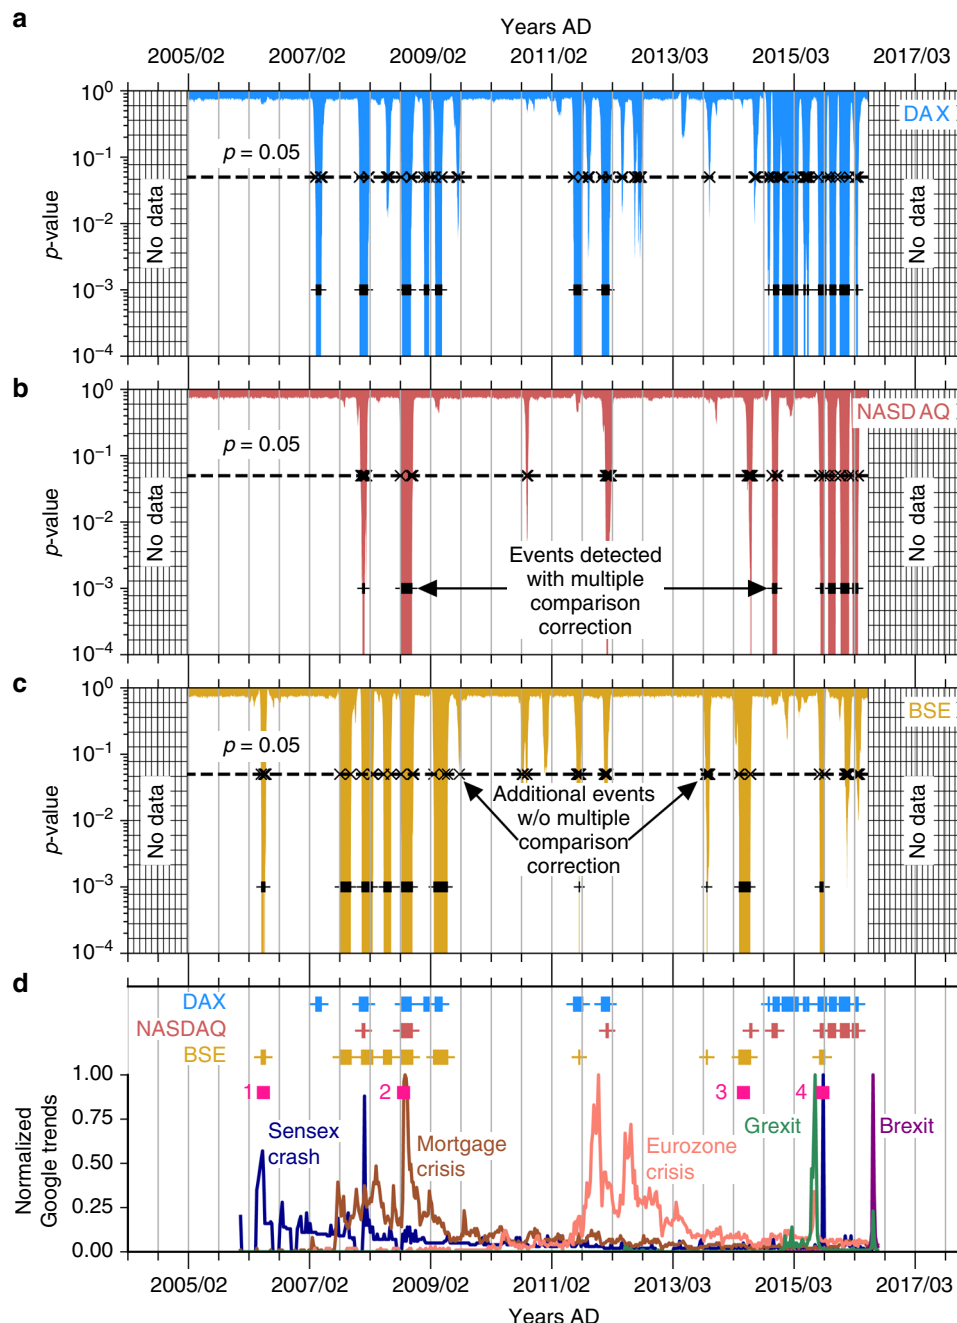 a
Years AD
2005/02 2007/02 2009/02 2011/02 2013/03 2015/03 2017/03
10⁰
DAX
p = 0.05
10⁻¹
p-value
No data
No data
10⁻²
10⁻³
10⁻⁴
b
10⁰
NASDAQ
p = 0.05
10⁻¹
p-value
No data
No data
10⁻²
Events detected
with multiple
comparison
correction
10⁻³
10⁻⁴
c
10⁰
BSE
p = 0.05
10⁻¹
p-value
No data
No data
Additional events
w/o multiple
comparison
correction
10⁻²
10⁻³
10⁻⁴
d
DAX
NASDAQ
BSE
1.00
1 2 3 4
0.75
Sensex
crash
Mortgage
crisis
Eurozone
crisis
Grexit
Brexit
Normalized
Google trends
0.50
0.25
0.00
2005/02 2007/02 2009/02 2011/02 2013/03 2015/03 2017/03
Years AD